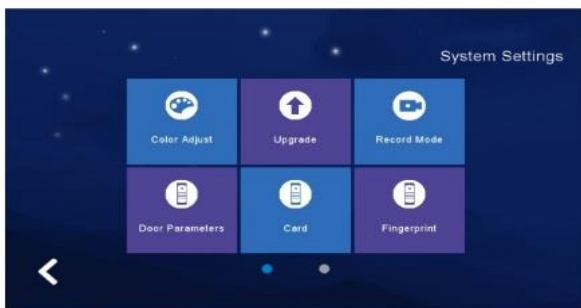 System Settings
Color Adjust
Upgrade
Record Mode
Door Parameters
Card
Fingerprint